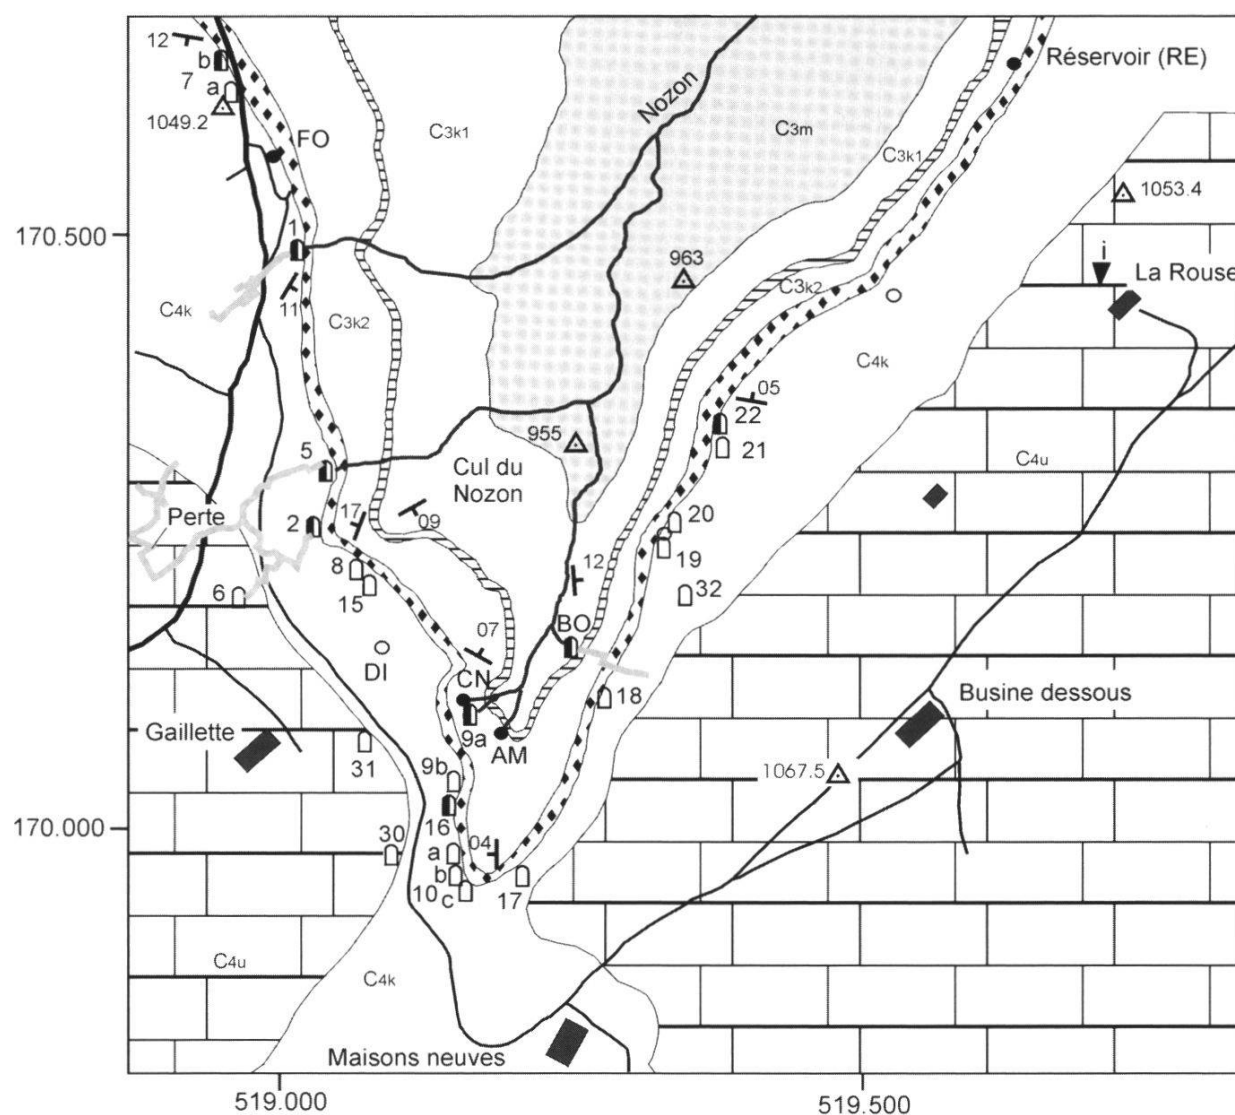 12
b
7
a
1049.2
FO
C3k1
Nozon
C3m
C3k1
Réservoir (RE)
1053.4
170.500
1
11
C4k
C3k2
963
C3k2
i
La Rouse
C4k
05
22
21
955
C4u
5
Cul du
Nozon
Perte
17
09
2
20
19
8
6
15
12
32
BO
07
DI
CN
18
Busine dessous
Gaillette
9a
AM
31
9b
1067.5
16
170.000
30
a
04
b
10
c
17
C4u
C4k
Maisons neuves
519.000
519.500